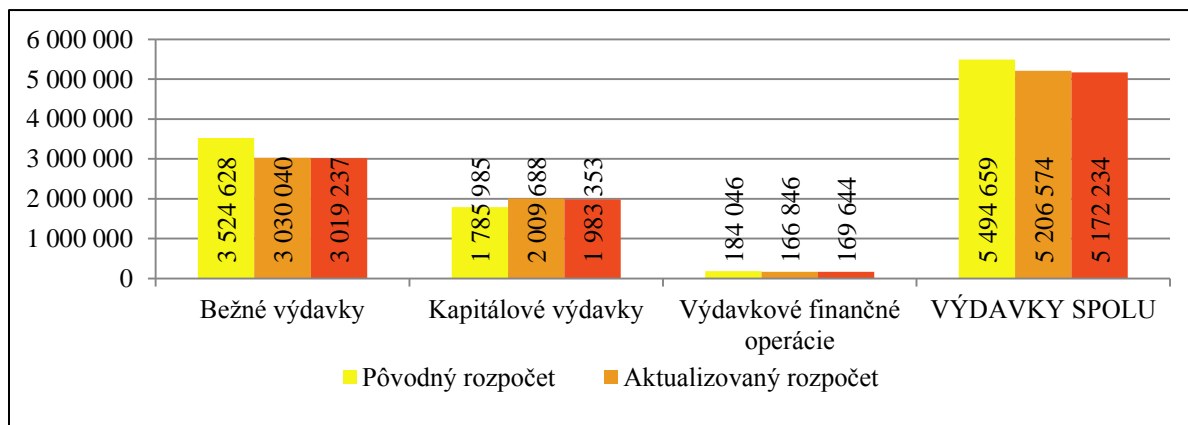 6 000 000
5 000 000
4 000 000
3 000 000
2 000 000
1 000 000
0
3 524 628
3 030 040
3 019 237
1 785 985
2 009 688
1 983 353
184 046
166 846
169 644
5 494 659
5 206 574
5 172 234
Bežné výdavky
Kapitálové výdavky
Výdavkové finančné
operácie
VÝDAVKY SPOLU
Pôvodný rozpočet
Aktualizovaný rozpočet